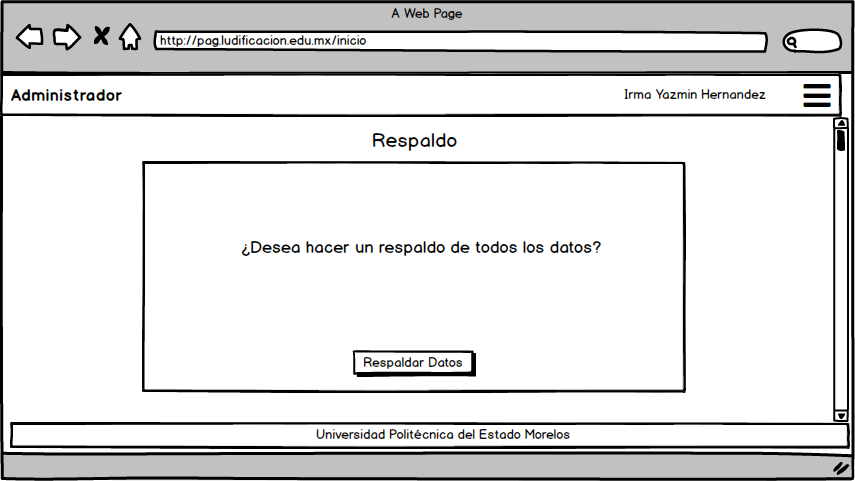 A Web Page
http://pag.ludificacion.edu.mx/inicio
Administrador
Irma Yazmin Hernandez
Respaldo
¿Desea hacer un respaldo de todos los datos?
Respaldar Datos
Universidad Politécnica del Estado Morelos